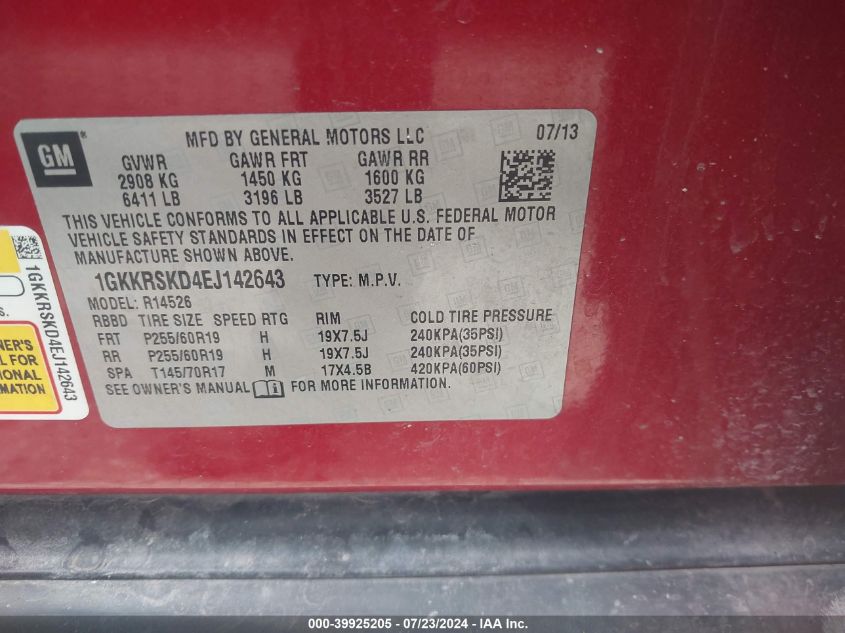 GM ®
MFD BY GENERAL MOTORS LLC 07/13
GVWR GAWR FRT GAWR RR
2908 KG 1450 KG 1600 KG
6411 LB 3196 LB 3527 LB
THIS VEHICLE CONFORMS TO ALL APPLICABLE U.S. FEDERAL MOTOR
VEHICLE SAFETY STANDARDS IN EFFECT ON THE DATE OF
MANUFACTURE SHOWN ABOVE.
1GKKRSKD4EJ142643 TYPE: M.P.V.
MODEL: R14526
RBBD TIRE SIZE SPEED RTG RIM COLD TIRE PRESSURE
FRT P255/60R19 H 19X7.5J 240KPA(35PSI)
RR P255/60R19 H 19X7.5J 240KPA(35PSI)
SPA T145/70R17 M 17X4.5B 420KPA(60PSI)
SEE OWNER'S MANUAL FOR MORE INFORMATION.
1GKKRSKD4EJ142643
S.
NER'S
L FOR
IONAL
MATION
000-39925205 - 07/23/2024 - IAA Inc.